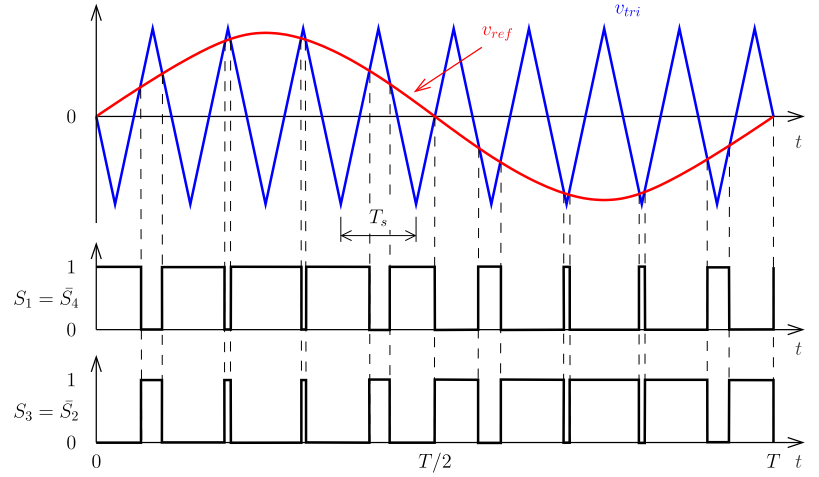 v_tri
v_ref
0
t
T_s
1
S_1 = S̄_4
0
t
1
S_3 = S̄_2
0
0 T/2 T t